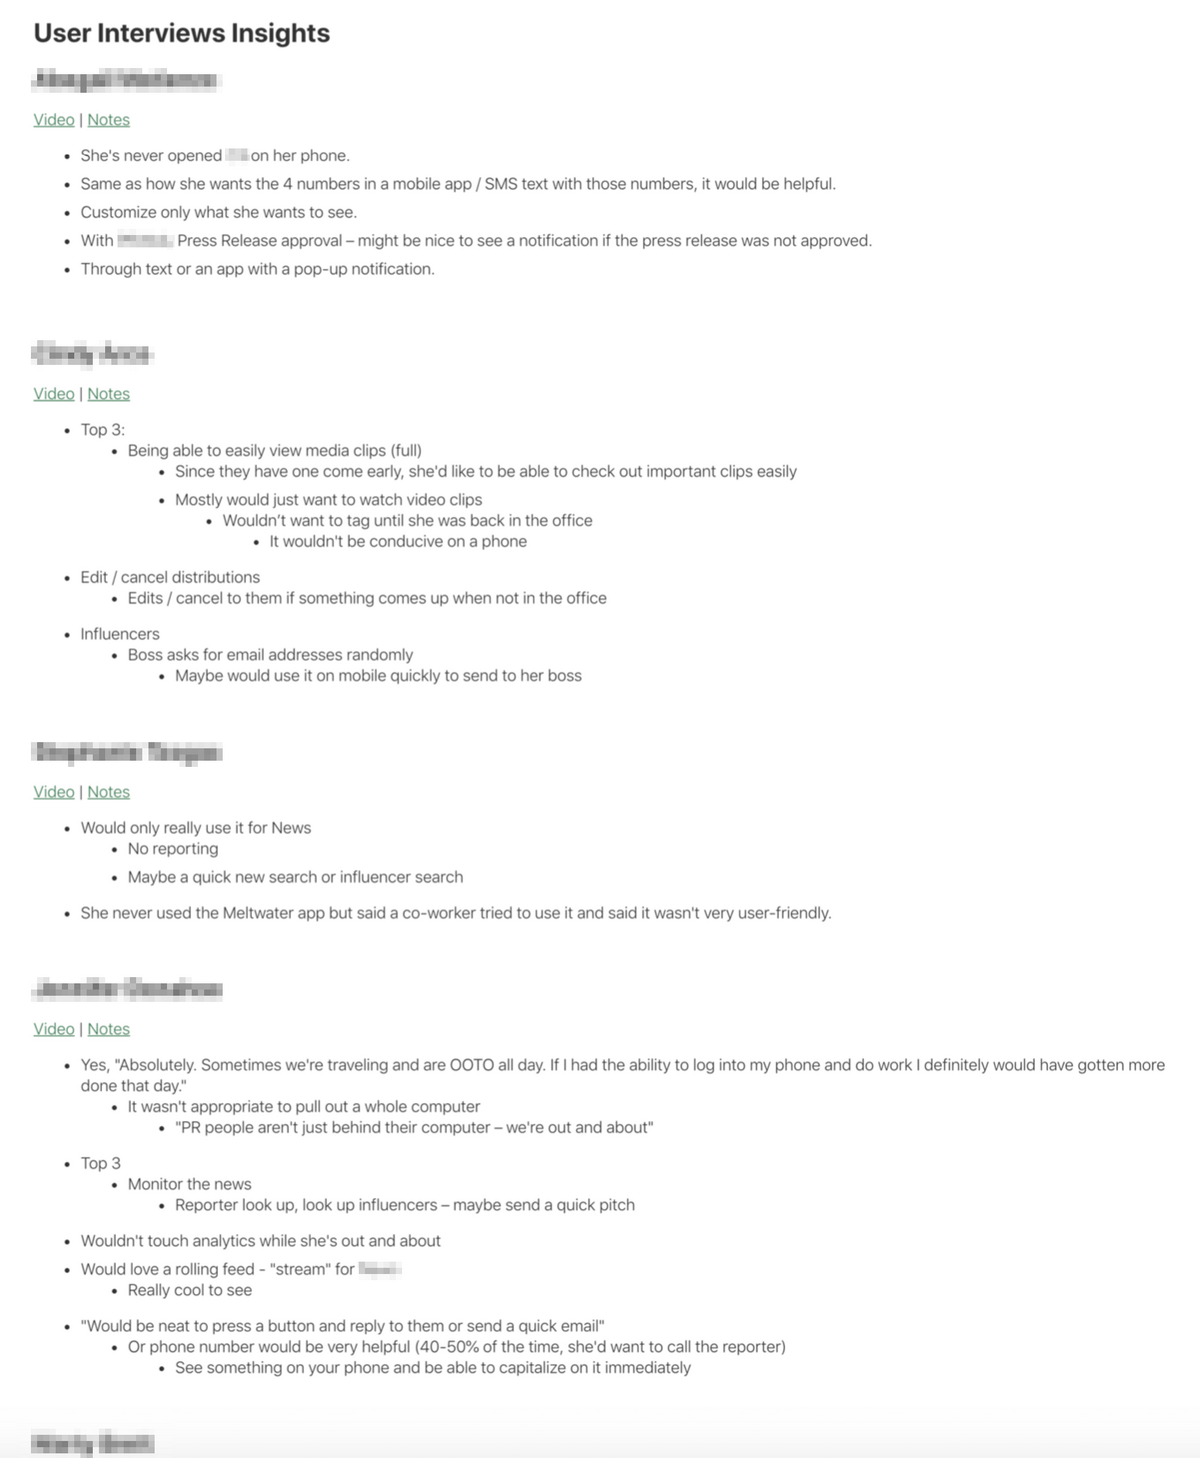 User Interviews Insights
Video | Notes
She's never opened on her phone.
Same as how she wants the 4 numbers in a mobile app / SMS text with those numbers, it would be helpful.
Customize only what she wants to see.
With Press Release approval – might be nice to see a notification if the press release was not approved.
Through text or an app with a pop-up notification.
Video | Notes
Top 3:
Being able to easily view media clips (full)
Since they have one come early, she'd like to be able to check out important clips easily
Mostly would just want to watch video clips
Wouldn't want to tag until she was back in the office
It wouldn't be conducive on a phone
Edit / cancel distributions
Edits / cancel to them if something comes up when not in the office
Influencers
Boss asks for email addresses randomly
Maybe would use it on mobile quickly to send to her boss
Video | Notes
Would only really use it for News
No reporting
Maybe a quick new search or influencer search
She never used the Meltwater app but said a co-worker tried to use it and said it wasn't very user-friendly.
Video | Notes
Yes, "Absolutely. Sometimes we're traveling and are OOTO all day. If I had the ability to log into my phone and do work I definitely would have gotten more
done that day."
It wasn't appropriate to pull out a whole computer
"PR people aren't just behind their computer – we're out and about"
Top 3
Monitor the news
Reporter look up, look up influencers – maybe send a quick pitch
Wouldn't touch analytics while she's out and about
Would love a rolling feed - "stream" for
Really cool to see
"Would be neat to press a button and reply to them or send a quick email"
Or phone number would be very helpful (40-50% of the time, she'd want to call the reporter)
See something on your phone and be able to capitalize on it immediately